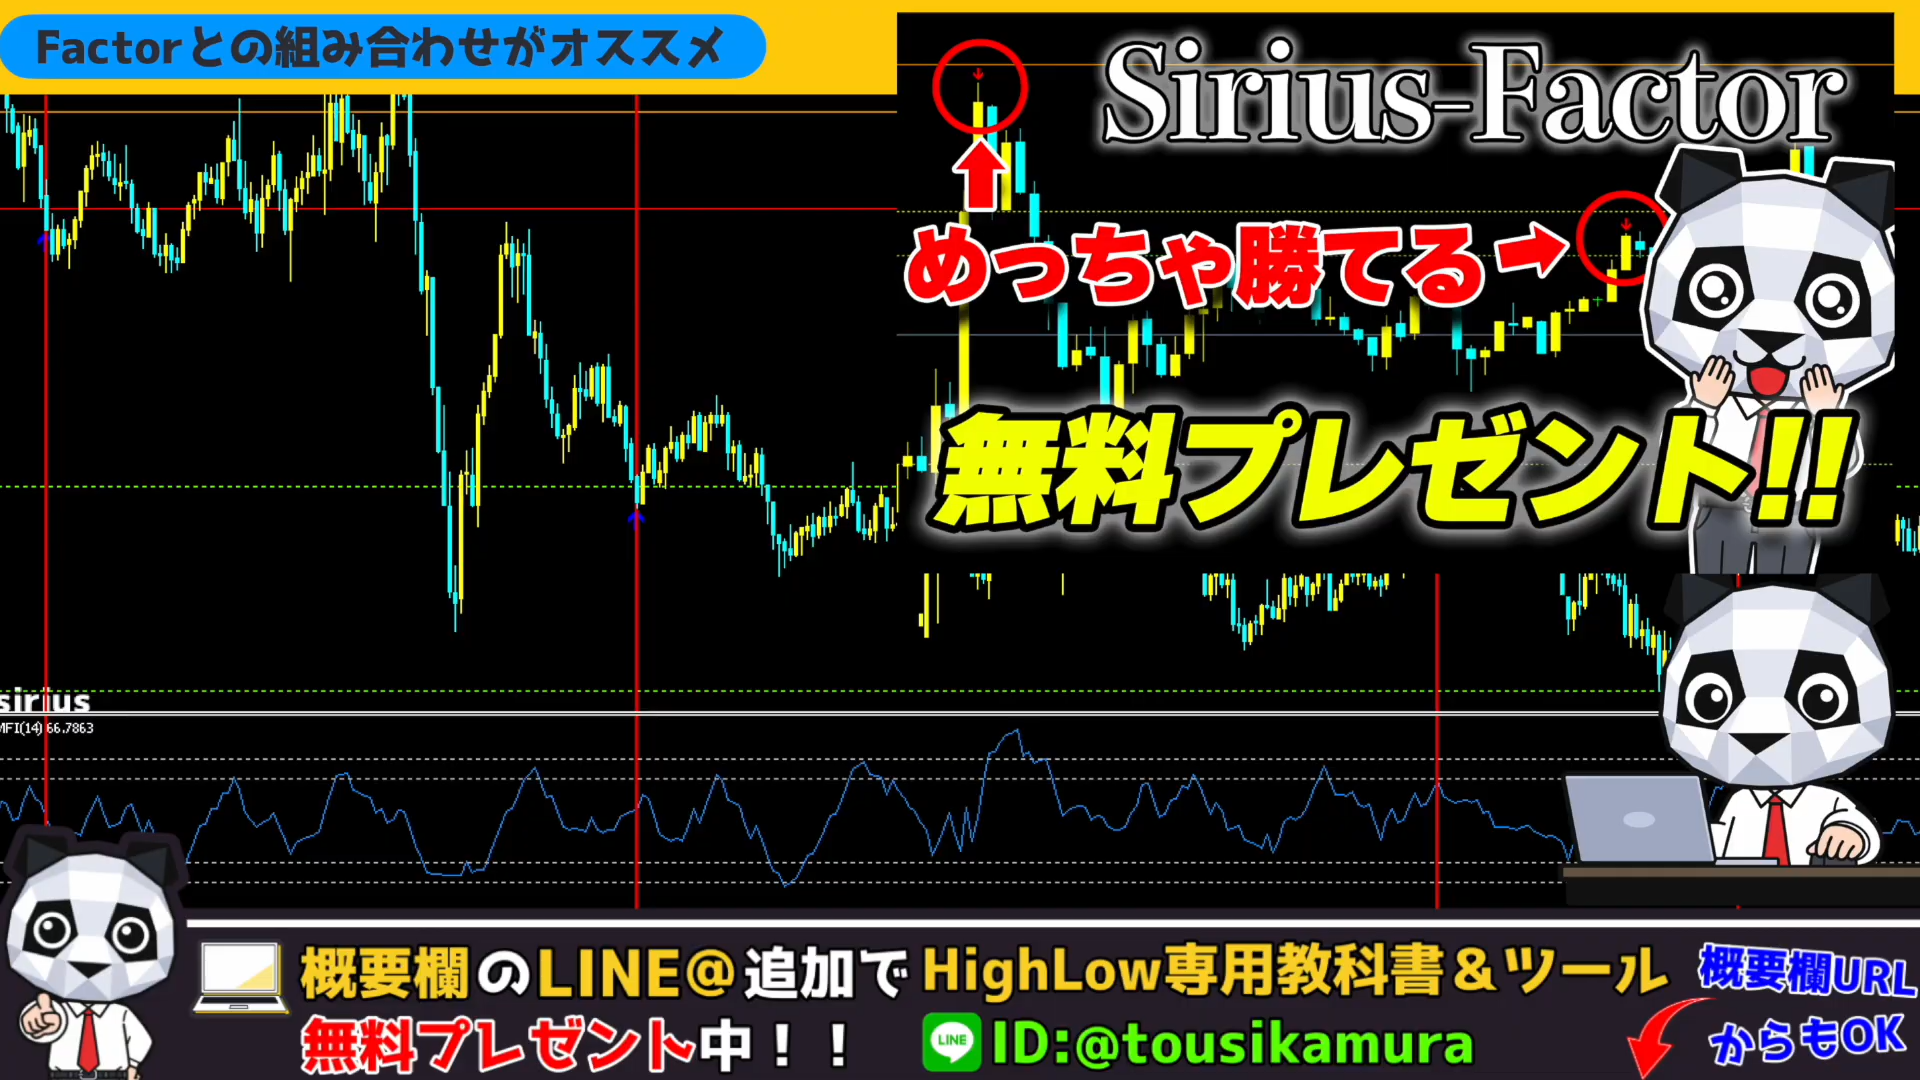 Factorとの組み合わせがオススメ
Sirius-Factor
めっちゃ勝てる
無料プレゼント!!
sirius
MFI(14) 66.7863
概要欄のLINE@追加でHighLow専用教科書&ツール
無料プレゼント中！！
LINE
ID:@tousikamura
概要欄URL
からもOK